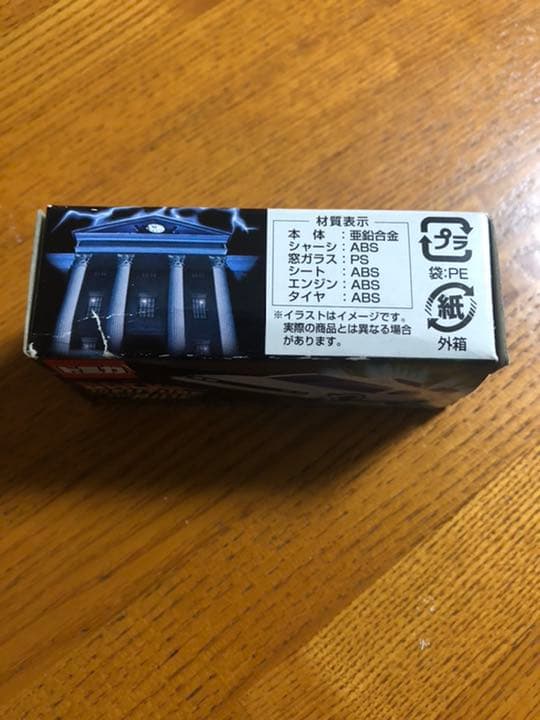 材質表示
本体：亜鉛合金
シャーシ：ABS
窓ガラス：PS
シート：ABS
エンジン：ABS
タイヤ：ABS
※イラストはイメージです。
実際の商品とは異なる場合
があります。
プラ
袋:PE
紙
外箱
トミカ